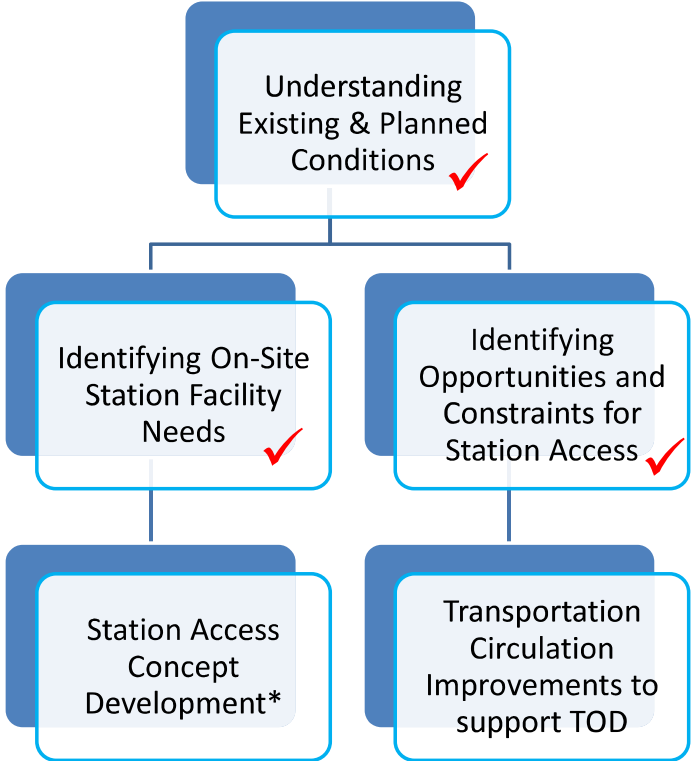 Understanding
Existing & Planned
Conditions
Identifying On-Site
Station Facility
Needs
Identifying
Opportunities and
Constraints for
Station Access
Station Access
Concept
Development*
Transportation
Circulation
Improvements to
support TOD